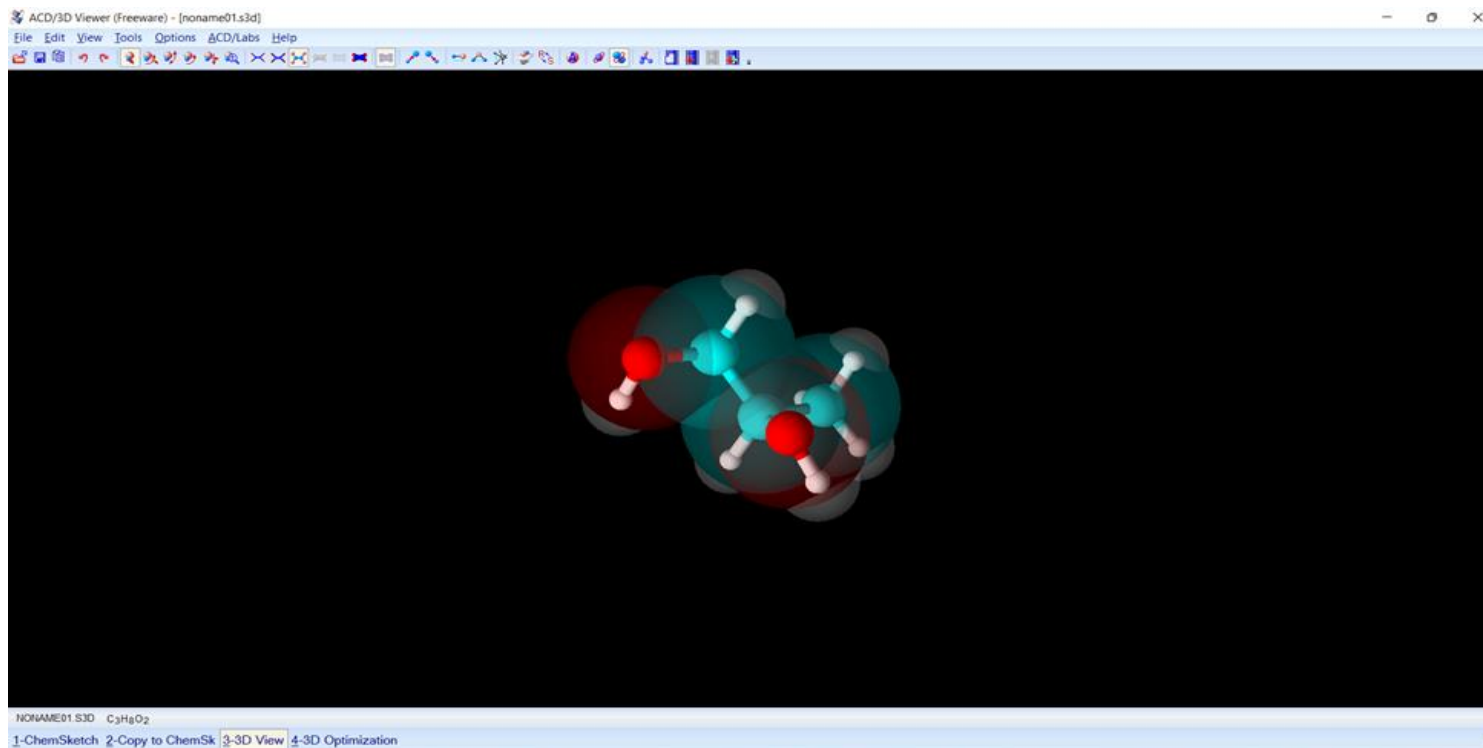 ACD/3D Viewer (Freeware) - [noname01.s3d]
File Edit View Tools Options ACD/Labs Help
NONAME01.S3D C₃H₈O₂
1-ChemSketch 2-Copy to ChemSk 3-3D View 4-3D Optimization